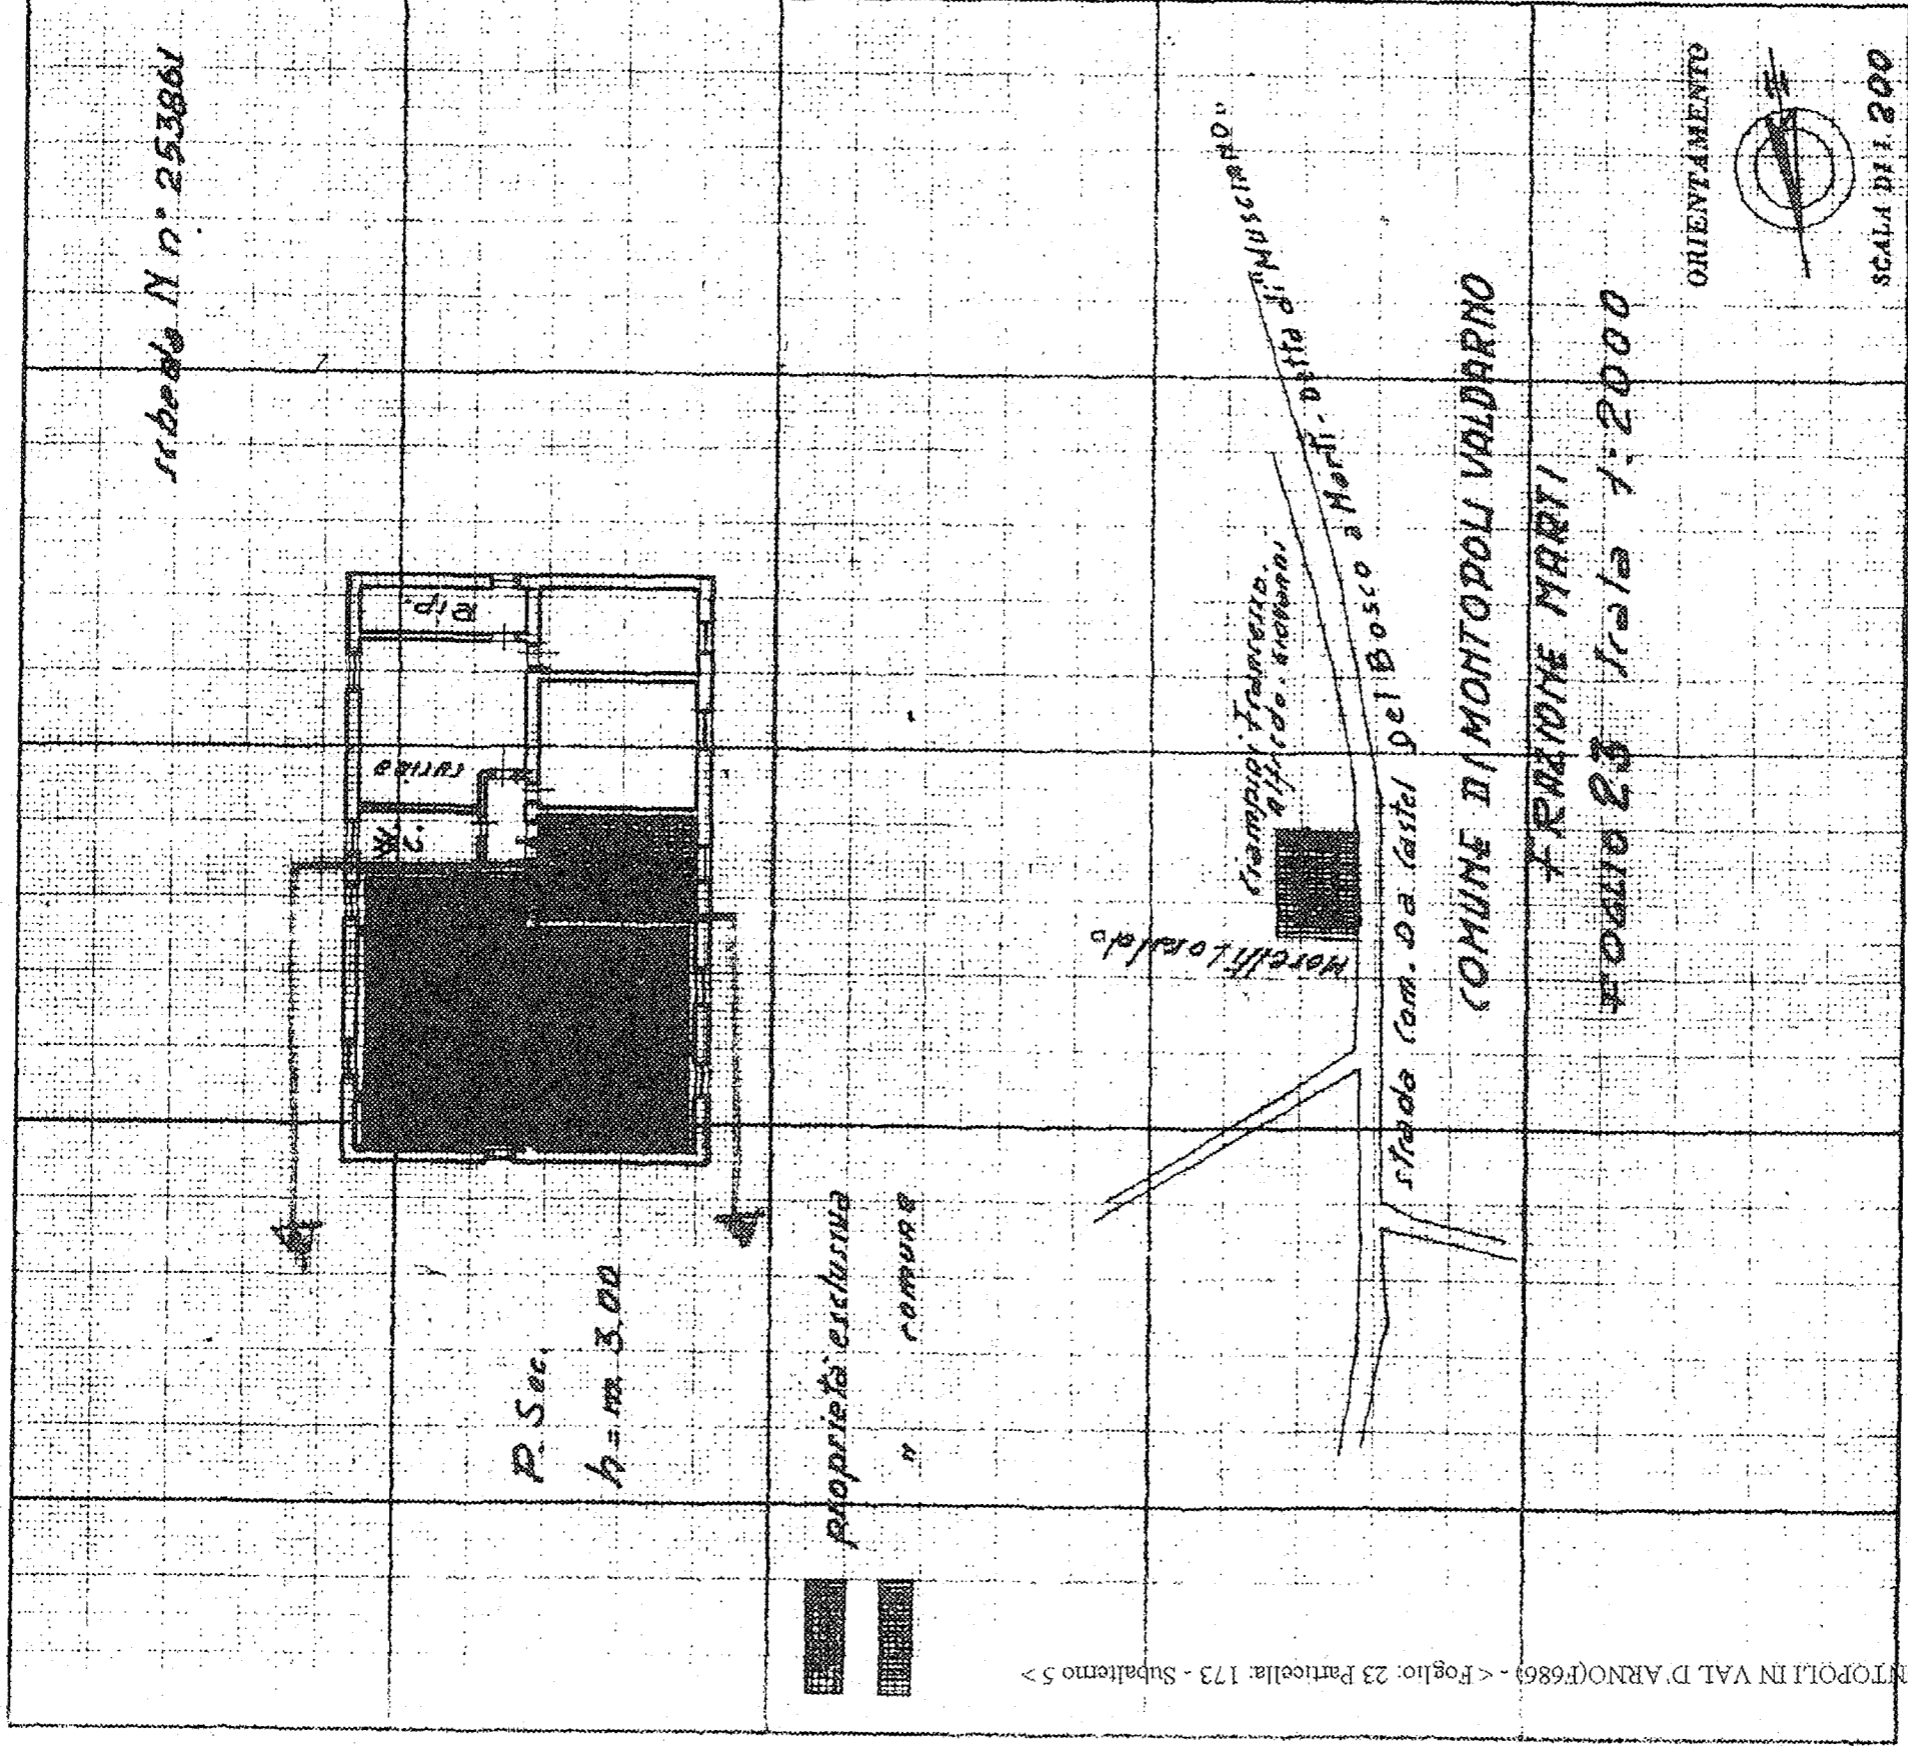 scheda N n° 253861
Rip.
cucina
W.C.
P. Sec.
h = m 3.00
proprietà esclusiva
" comune
Ciampini Francesco.
Alfredo. Giovanni
Morelli Lorildo
strada Com. Da Castel Del Bosco a Marti. Detta di "MUSCIANO"
COMUNE DI MONTOPOLI VALDARNO
FRAZIONE MARTI
FOGLIO 23 Scala 1:2000
ORIENTAMENTO
SCALA DI 1: 200
NTOPOLI IN VAL D'ARNO(F686) - < Foglio: 23 Particella: 173 - Subalterno 5 >